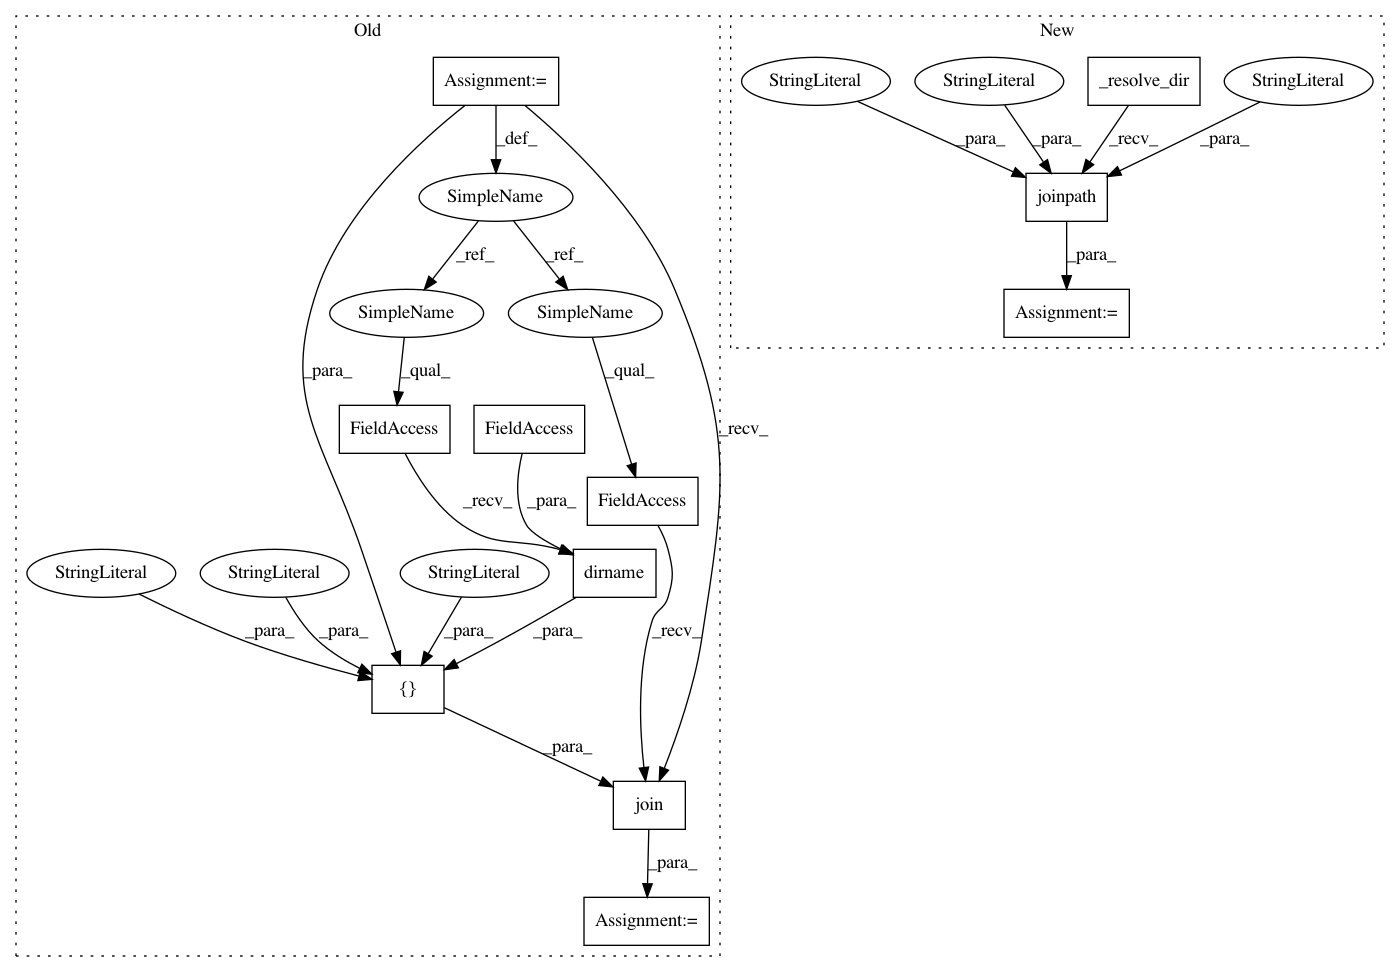 Old
New
Assignment:=
StringLiteral
StringLiteral
_resolve_dir
StringLiteral
_def_
_para_
_para_
_recv_
_para_
SimpleName
joinpath
_ref_
_ref_
_para_
SimpleName
SimpleName
Assignment:=
_para_
_qual_
_qual_
FieldAccess
FieldAccess
_recv_
_recv_
_para_
FieldAccess
StringLiteral
StringLiteral
StringLiteral
dirname
_para_
_para_
_para_
_para_
_recv_
{}
_para_
join
_para_
Assignment:=